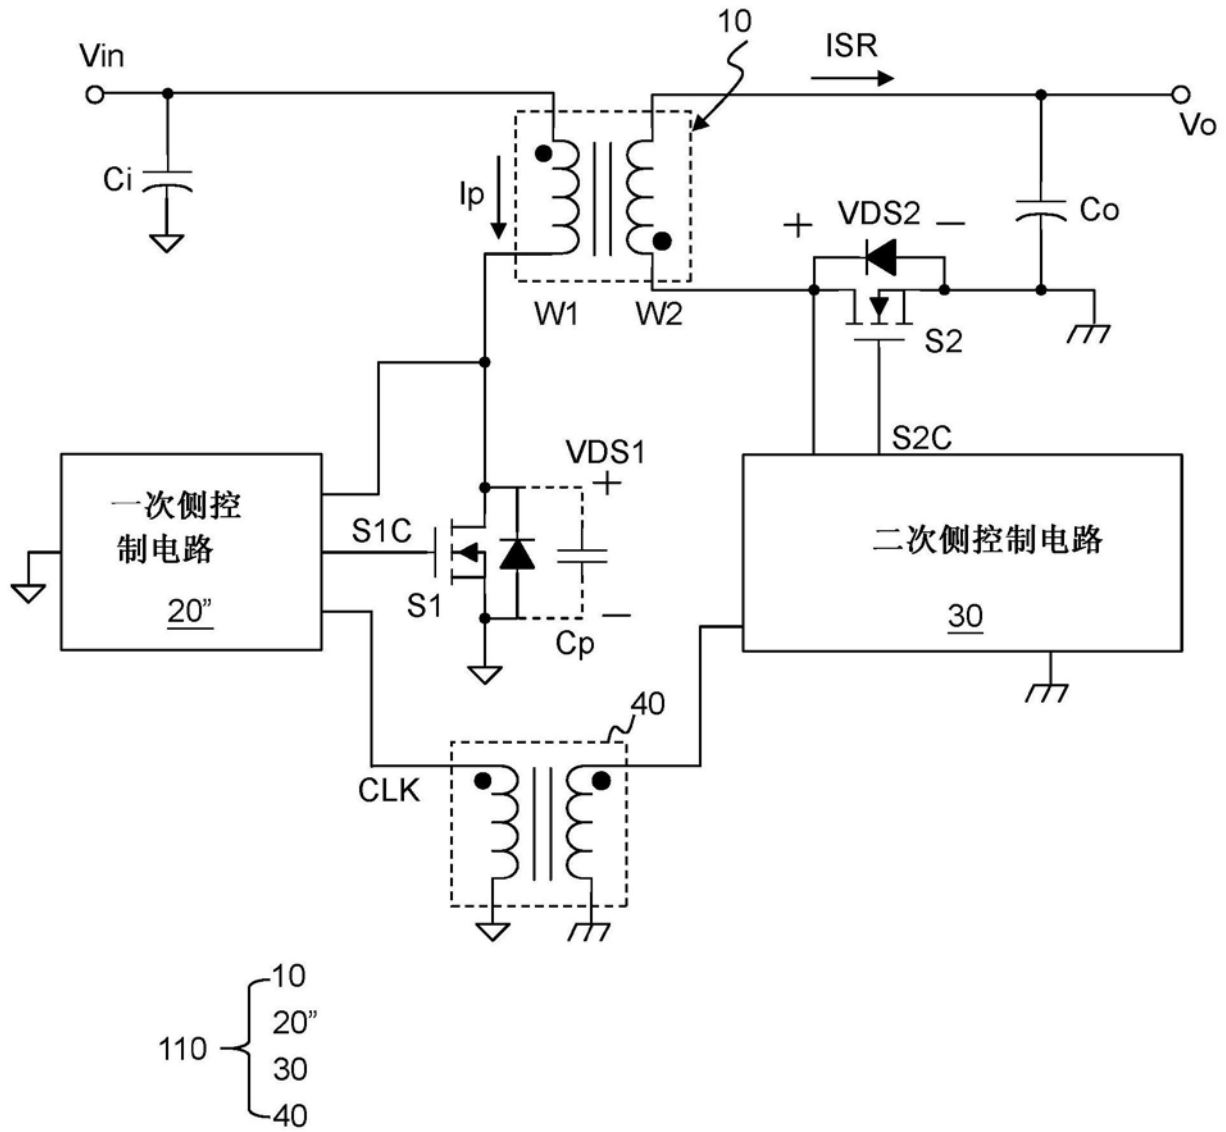 10
ISR
Vin
Vo
Ci
Ip
+ VDS2 −
Co
W1
W2
S2
S2C
VDS1
+
一次侧控
制电路
20”
S1C
S1
−
Cp
二次侧控制电路
30
40
CLK
110
10
20”
30
40